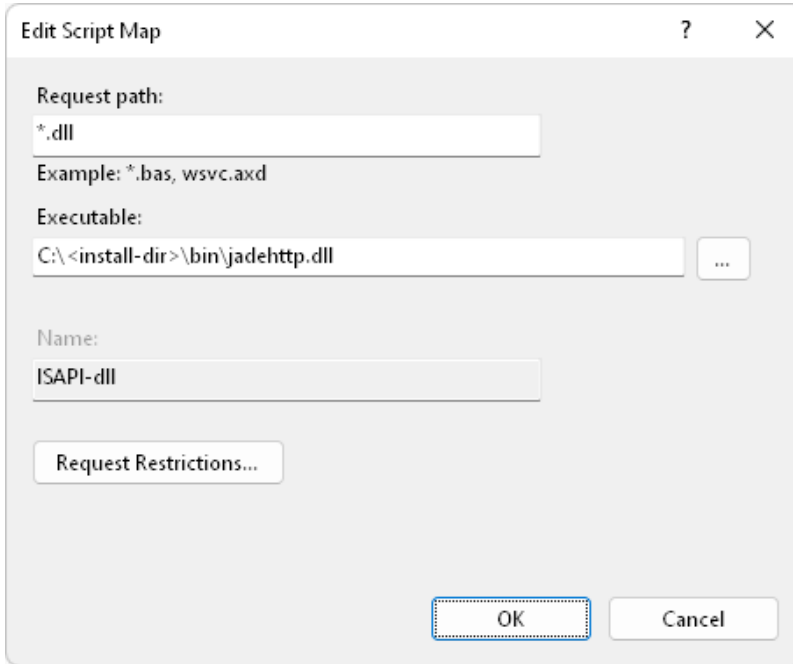 Edit Script Map
?
Request path:
*.dll
Example: *.bas, wsvc.axd
Executable:
C:\<install-dir>\bin\jadehttp.dll
...
Name:
ISAPI-dll
Request Restrictions...
OK
Cancel